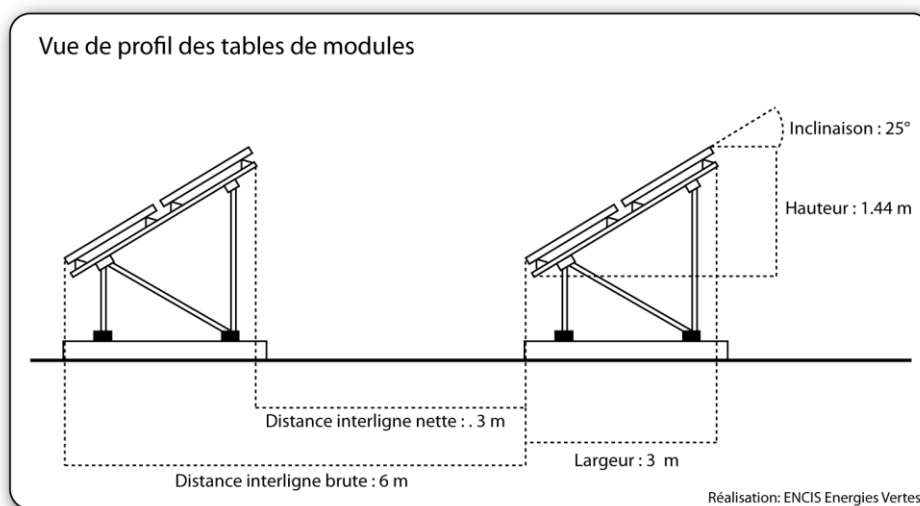 Vue de profil des tables de modules
Inclinaison : 25°
Hauteur : 1.44 m
Distance interligne nette : . 3 m
Largeur : 3 m
Distance interligne brute : 6 m
Réalisation: ENCIS Energies Vertes